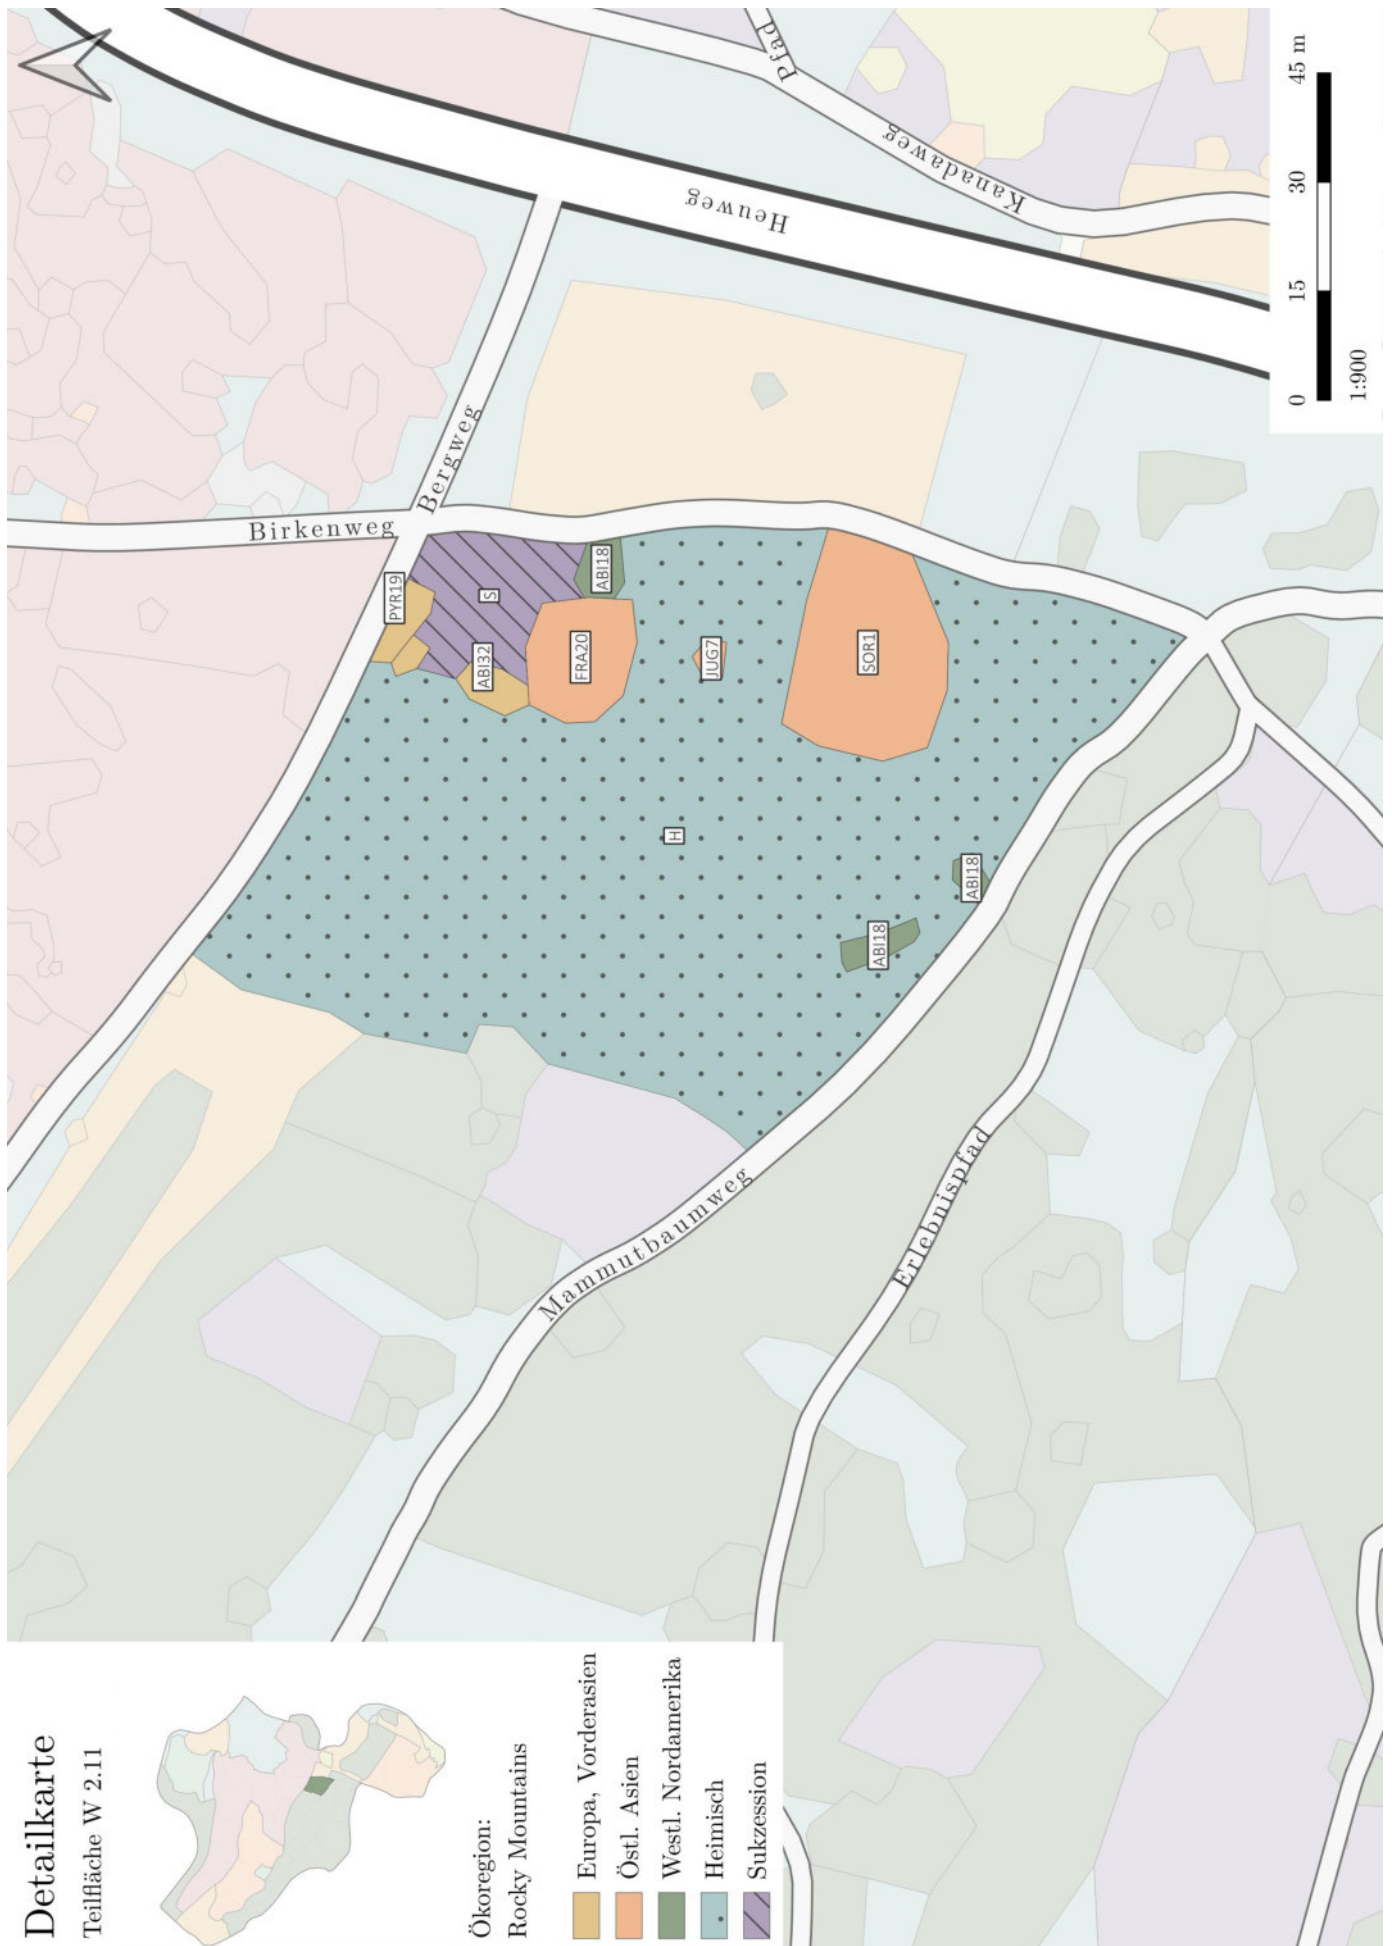 Detailkarte
Teilfläche W 2.11
Ökoregion:
Rocky Mountains
Europa, Vorderasien
Östl. Asien
Westl. Nordamerika
Heimisch
Sukzession
Birkenweg
Bergweg
Heuweg
Pfad
Kanadaweg
Mammutbaumweg
Erlebnispfad
PYR19
S
ABI32
ABI18
FRA20
JUG7
SOR1
H
ABI18
ABI18
0 15 30 45 m
1:900